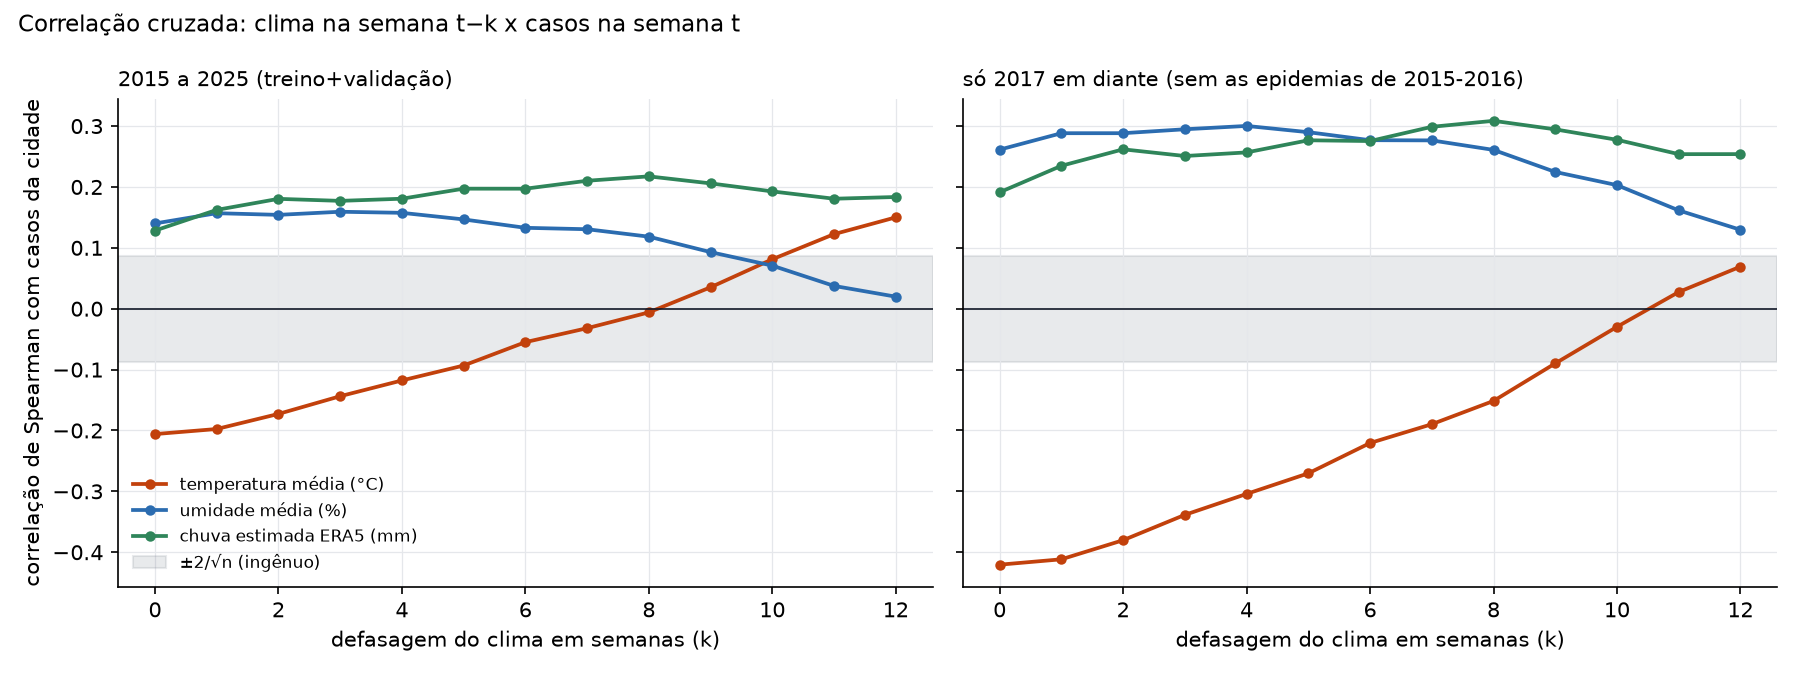 Correlação cruzada: clima na semana t−k x casos na semana t
2015 a 2025 (treino+validação)
só 2017 em diante (sem as epidemias de 2015-2016)
correlação de Spearman com casos da cidade
0.3
0.2
0.1
0.0
−0.1
−0.2
−0.3
−0.4
temperatura média (°C)
umidade média (%)
chuva estimada ERA5 (mm)
±2/√n (ingênuo)
0 2 4 6 8 10 12
0 2 4 6 8 10 12
defasagem do clima em semanas (k)
defasagem do clima em semanas (k)